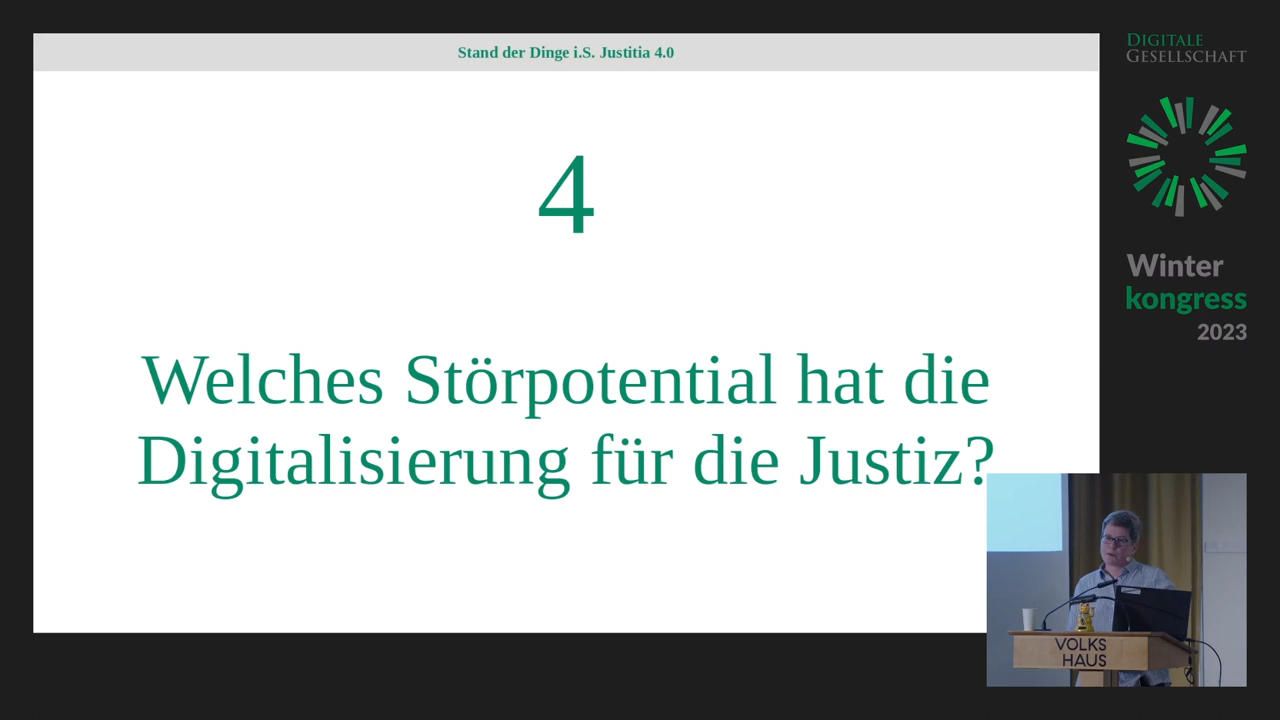 Stand der Dinge i.S. Justitia 4.0
4
Welches Störpotential hat die
Digitalisierung für die Justiz?
DIGITALE
GESELLSCHAFT
Winter
kongress
2023
VOLKS
HAUS